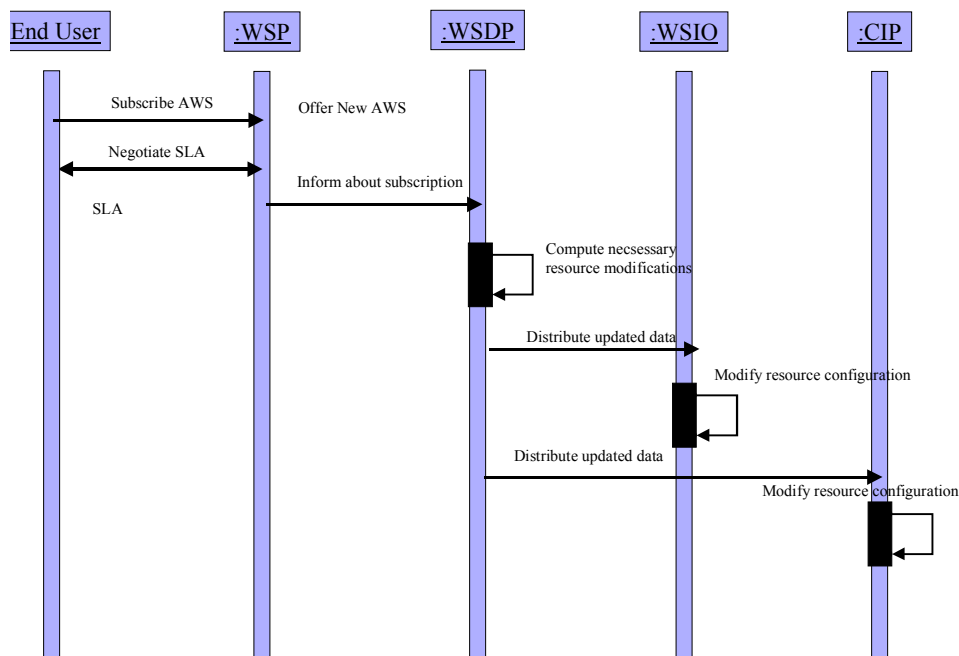 End User
:WSP
:WSDP
:WSIO
:CIP
Subscribe AWS
Offer New AWS
Negotiate SLA
Inform about subscription
SLA
Compute necsessary
resource modifications
Distribute updated data
Modify resource configuration
Distribute updated data
Modify resource configuration